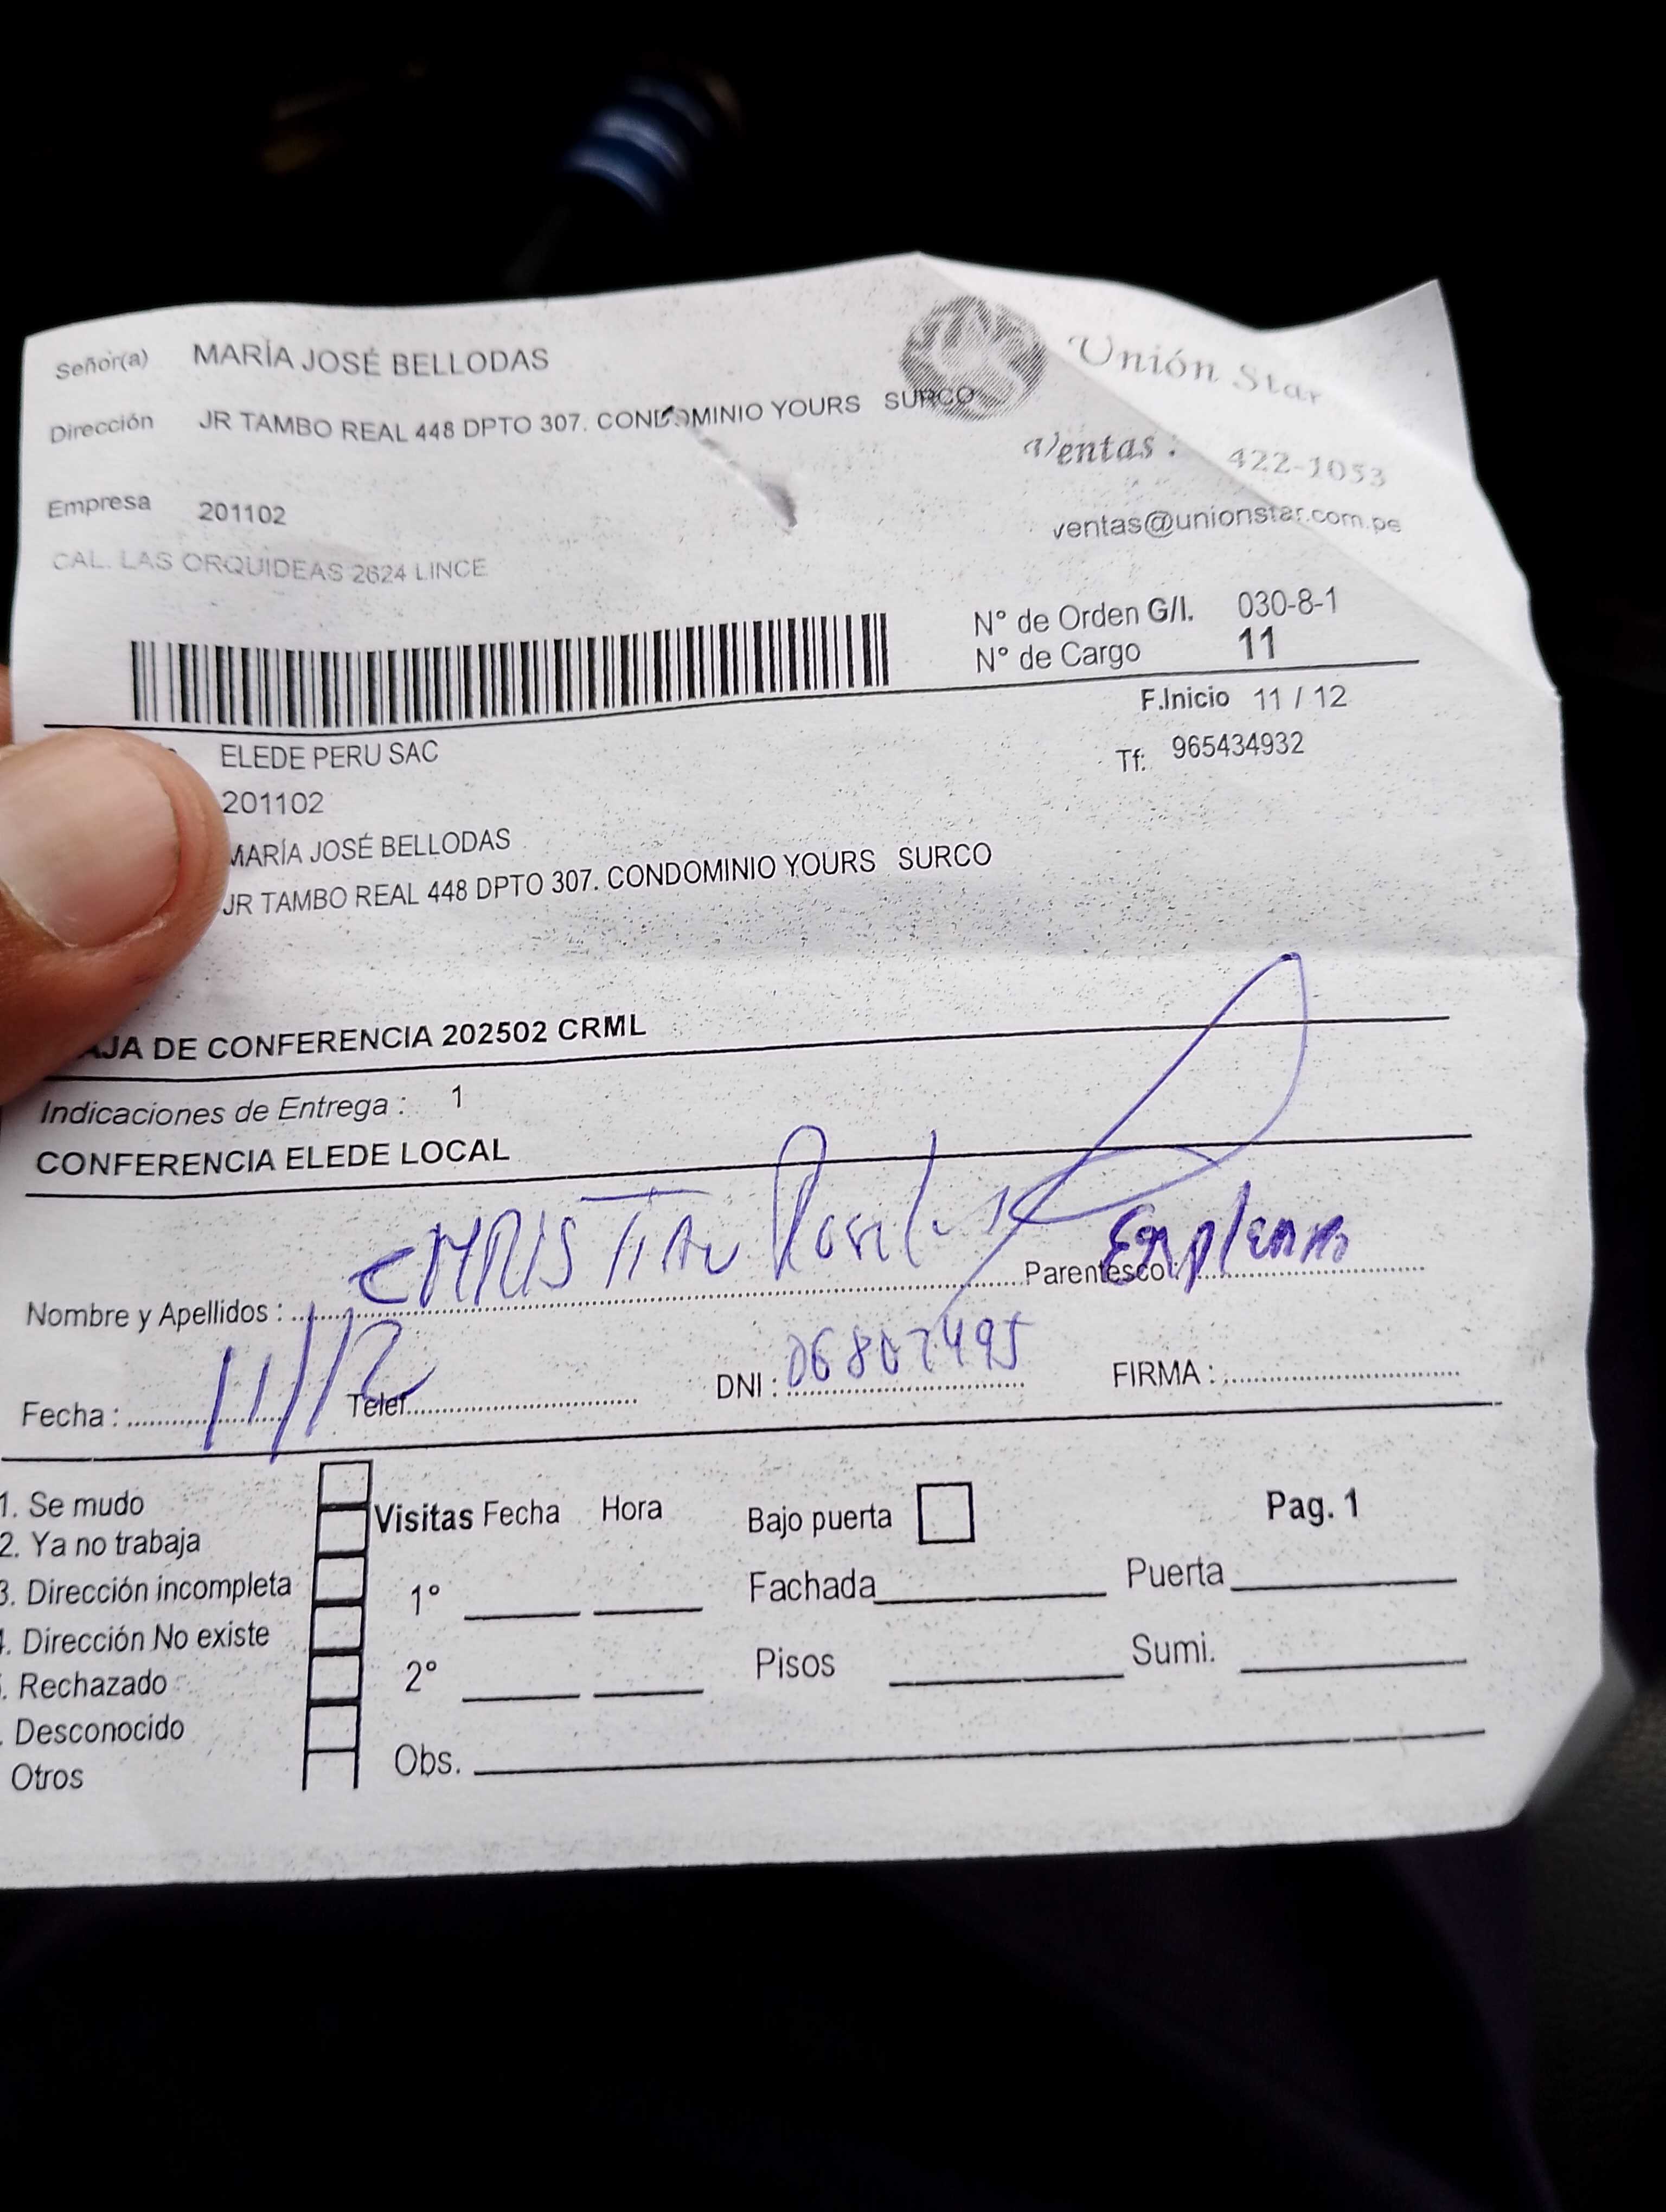 Señor(a) MARÍA JOSÉ BELLODAS
Unión Star
Dirección JR TAMBO REAL 448 DPTO 307. CONDOMINIO YOURS SURCO
Ventas : 422-1053
Empresa 201102
ventas@unionstar.com.pe
CAL. LAS ORQUIDEAS 2624 LINCE
N° de Orden G/I. 030-8-1
N° de Cargo 11
F.Inicio 11 / 12
ELEDE PERU SAC
Tf: 965434932
201102
MARÍA JOSÉ BELLODAS
JR TAMBO REAL 448 DPTO 307. CONDOMINIO YOURS SURCO
AJA DE CONFERENCIA 202502 CRML
Indicaciones de Entrega : 1
CONFERENCIA ELEDE LOCAL
Nombre y Apellidos : CHRISTIAN Parentesco :
Fecha : 11/12 Telef. DNI : 06807495 FIRMA :
1. Se mudo
2. Ya no trabaja
3. Dirección incompleta
. Dirección No existe
. Rechazado
. Desconocido
Otros
Visitas Fecha Hora
1°
2°
Obs.
Bajo puerta
Pag. 1
Fachada Puerta
Pisos Sumi.